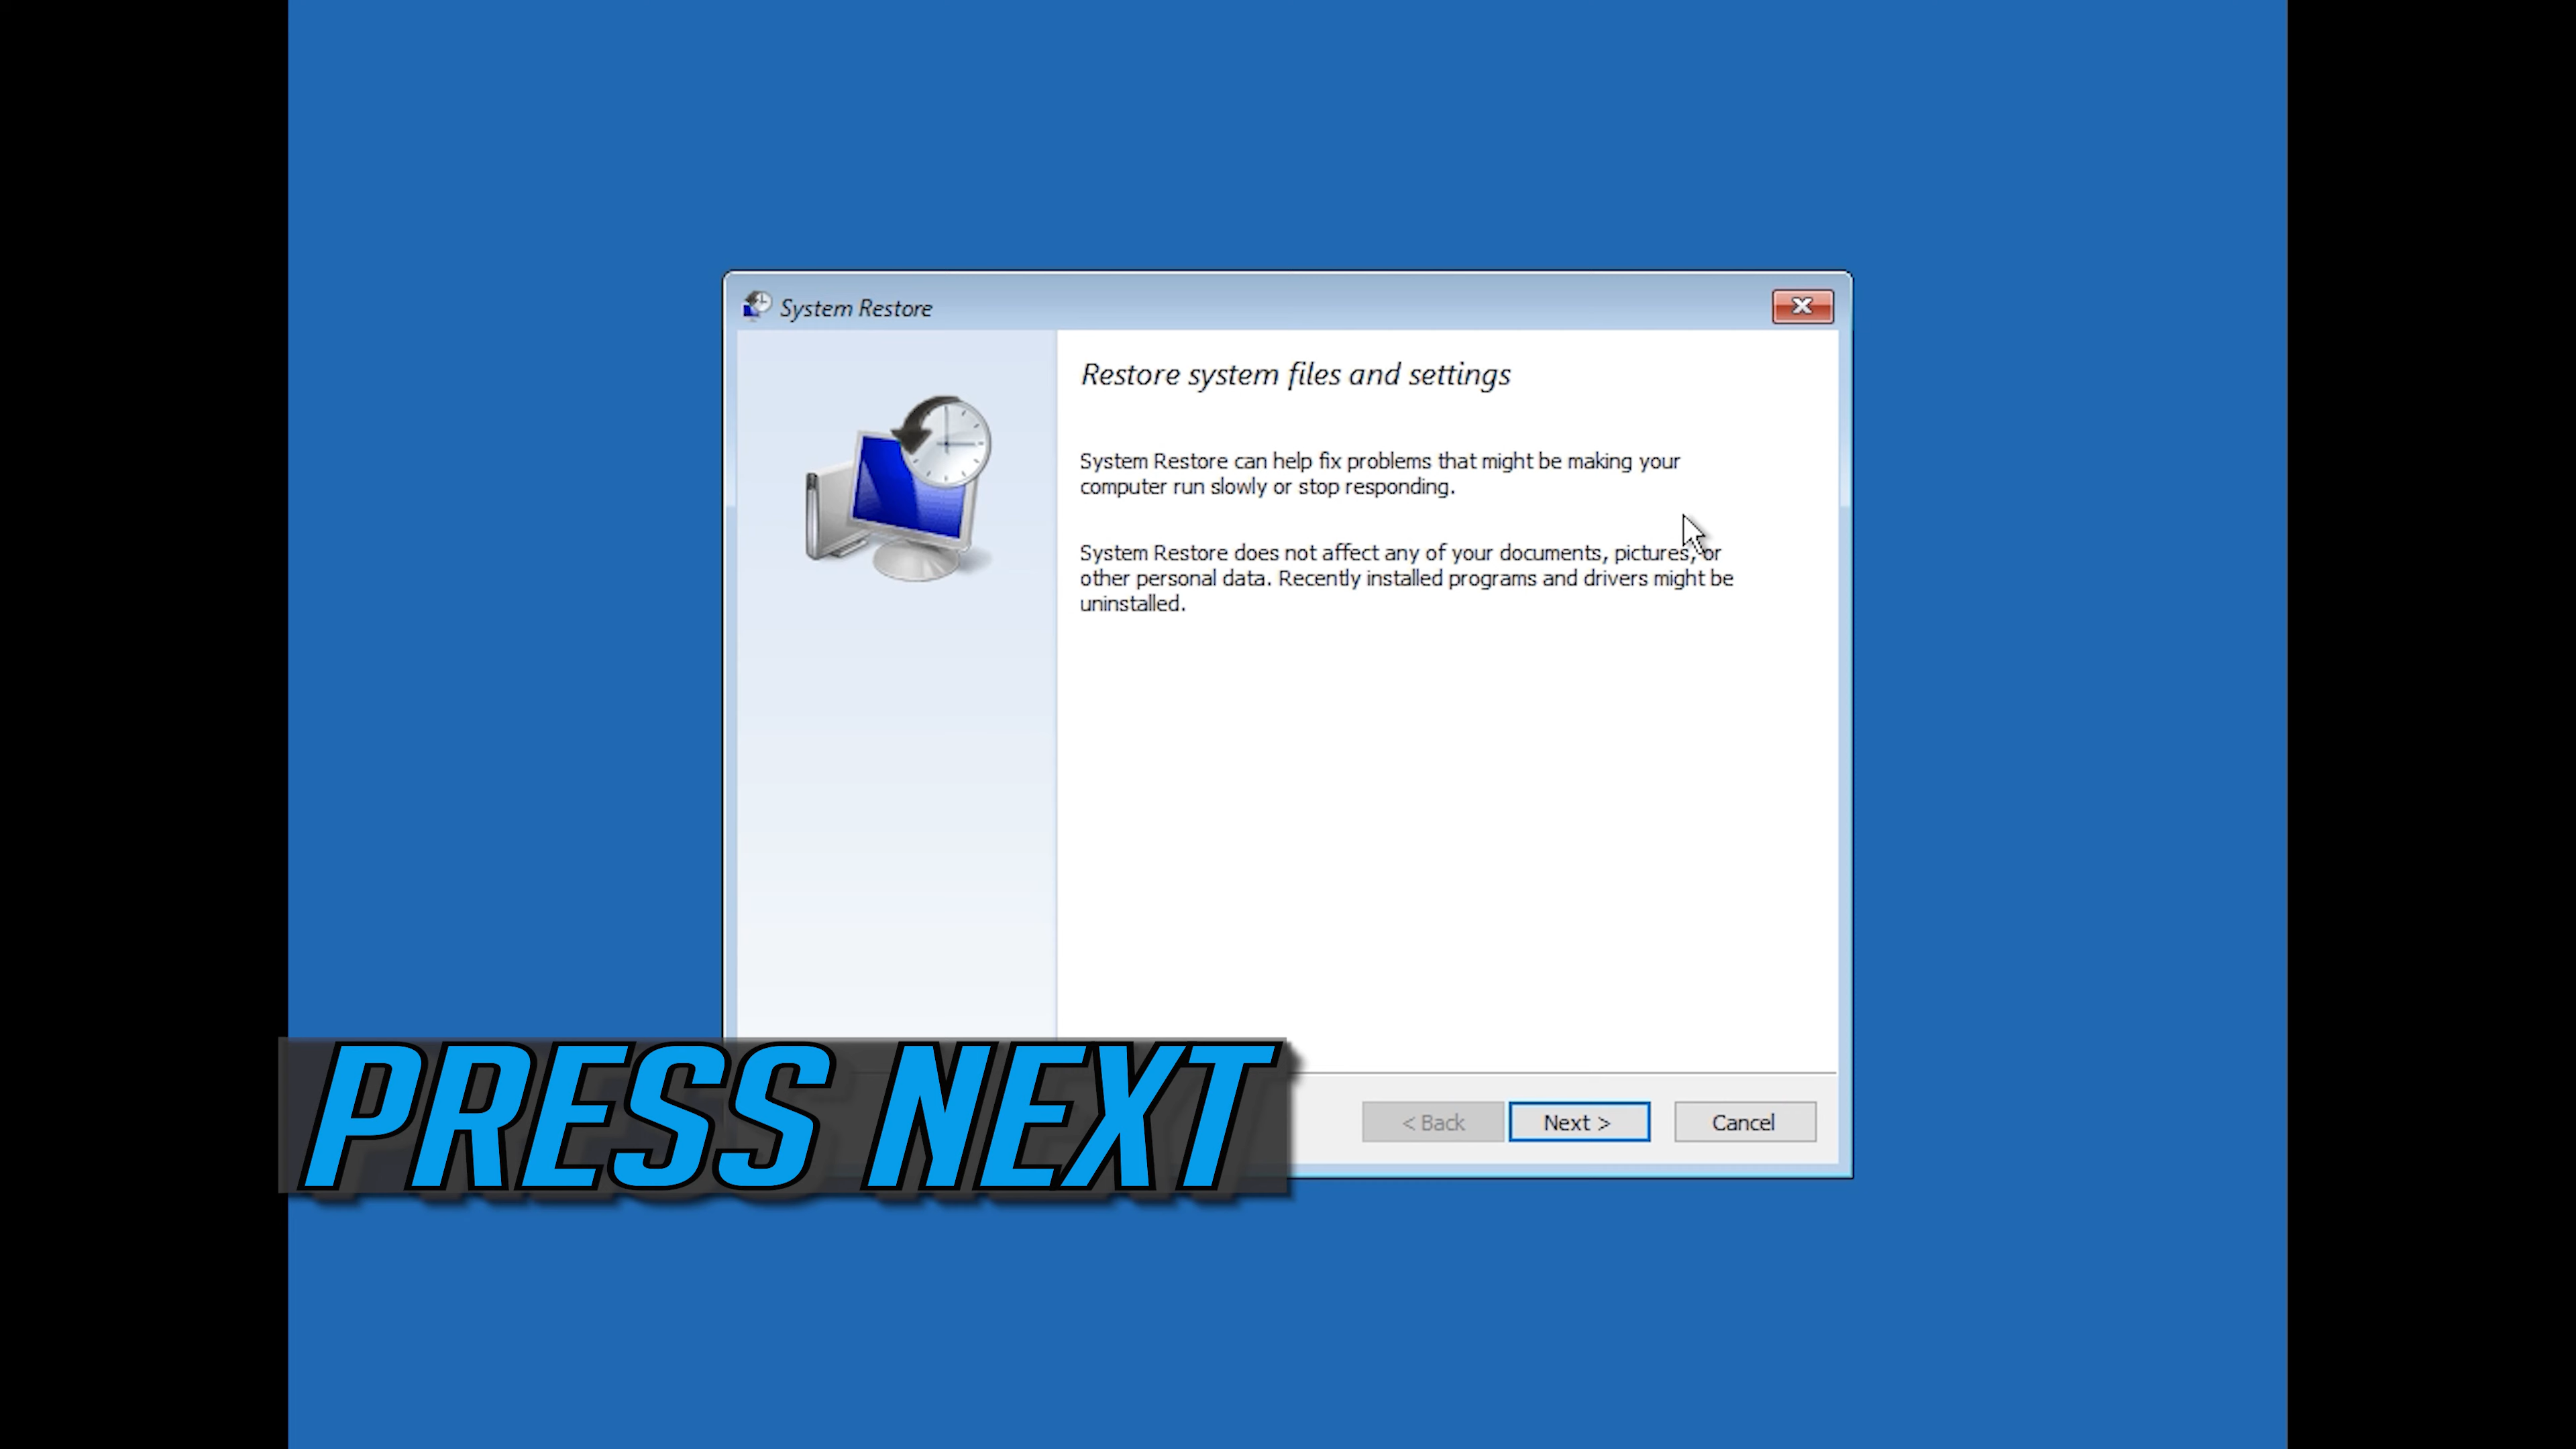 System Restore
Restore system files and settings
System Restore can help fix problems that might be making your
computer run slowly or stop responding.
System Restore does not affect any of your documents, pictures, or
other personal data. Recently installed programs and drivers might be
uninstalled.
PRESS NEXT
< Back
Next >
Cancel